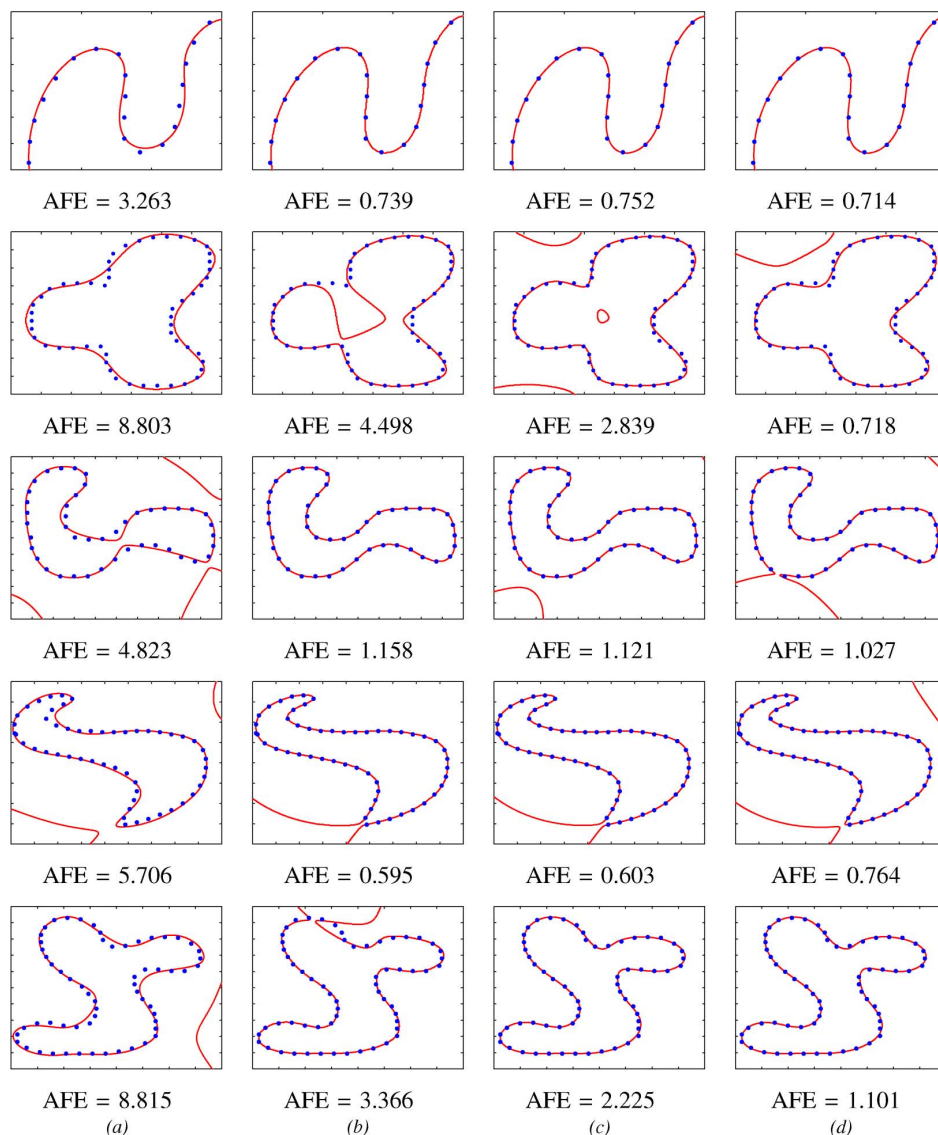 AFE = 3.263 AFE = 0.739 AFE = 0.752 AFE = 0.714
AFE = 8.803 AFE = 4.498 AFE = 2.839 AFE = 0.718
AFE = 4.823 AFE = 1.158 AFE = 1.121 AFE = 1.027
AFE = 5.706 AFE = 0.595 AFE = 0.603 AFE = 0.764
AFE = 8.815 AFE = 3.366 AFE = 2.225 AFE = 1.101
(a) (b) (c) (d)